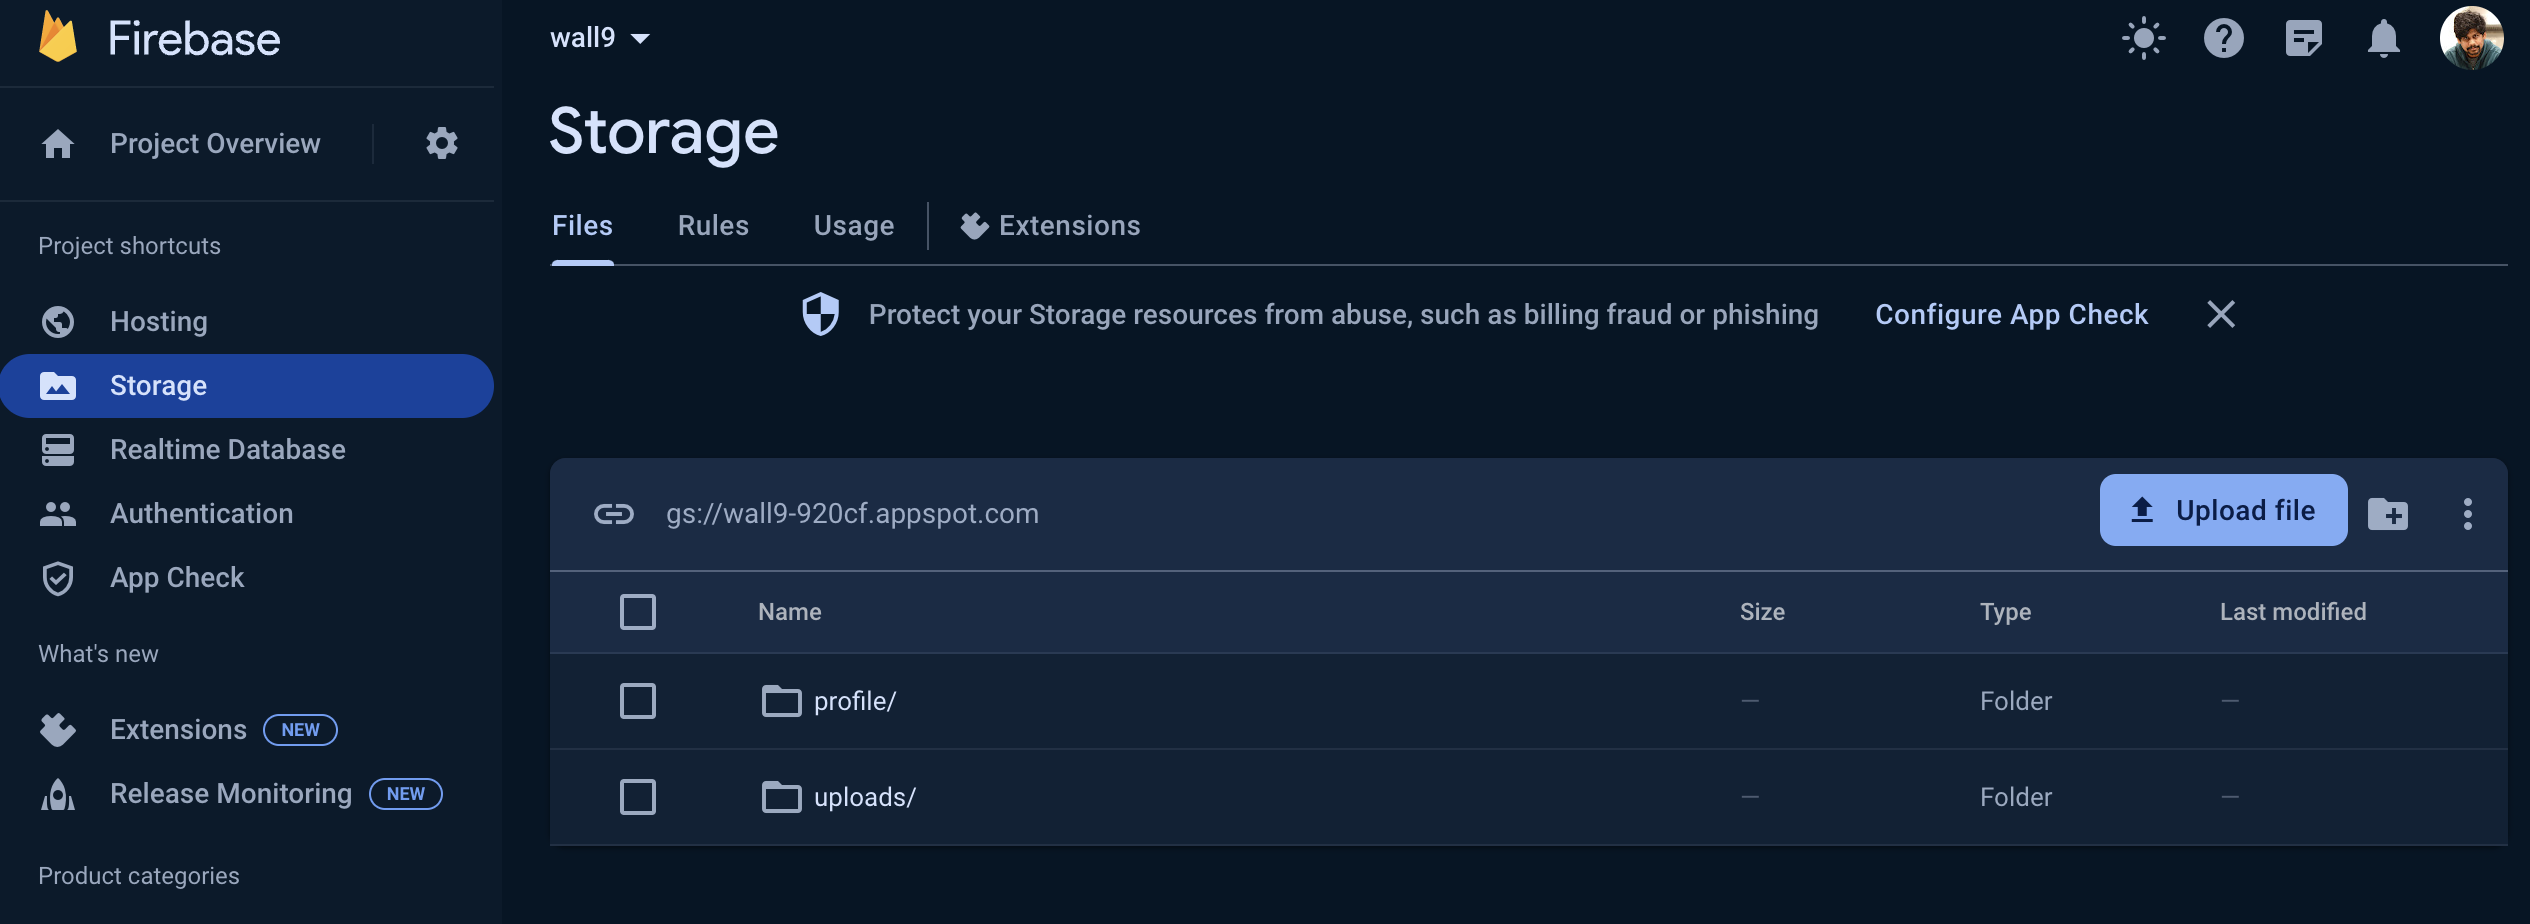 Firebase
Project Overview
Project shortcuts
Hosting
Storage
Realtime Database
Authentication
App Check
What's new
Extensions NEW
Release Monitoring NEW
Product categories
wall9
Storage
Files Rules Usage Extensions
Protect your Storage resources from abuse, such as billing fraud or phishing Configure App Check
gs://wall9-920cf.appspot.com Upload file
Name Size Type Last modified
profile/ — Folder —
uploads/ — Folder —